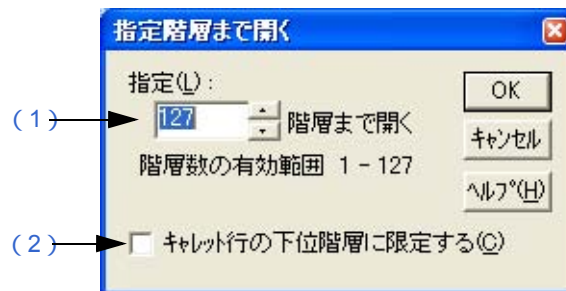 指定階層まで開く
指定(L):
OK
(1)
127 階層まで開く
キャンセル
階層数の有効範囲 1 - 127
ヘルプ(H)
(2)
キャレット行の下位階層に限定する(C)